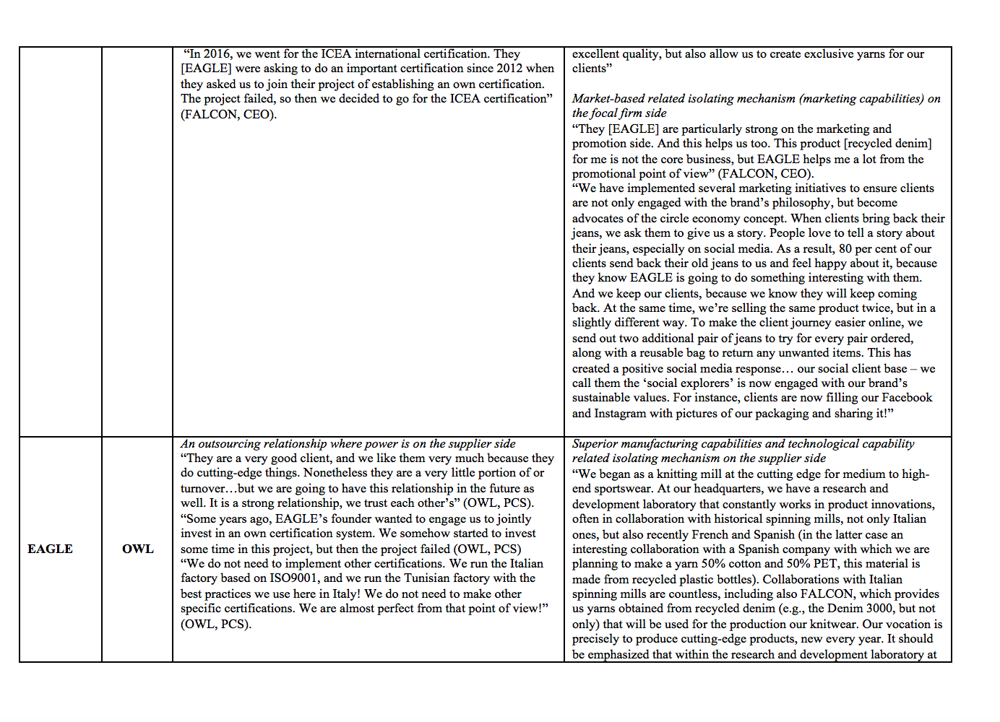 “In 2016, we went for the ICEA international certification. They
[EAGLE] were asking to do an important certification since 2012 when
they asked us to join their project of establishing an own certification.
The project failed, so then we decided to go for the ICEA certification”
(FALCON, CEO).
excellent quality, but also allow us to create exclusive yarns for our
clients”
Market-based related isolating mechanism (marketing capabilities) on
the focal firm side
“They [EAGLE] are particularly strong on the marketing and
promotion side. And this helps us too. This product [recycled denim]
for me is not the core business, but EAGLE helps me a lot from the
promotional point of view” (FALCON, CEO).
“We have implemented several marketing initiatives to ensure clients
are not only engaged with the brand’s philosophy, but become
advocates of the circle economy concept. When clients bring back their
jeans, we ask them to give us a story. People love to tell a story about
their jeans, especially on social media. As a result, 80 per cent of our
clients send back their old jeans to us and feel happy about it, because
they know EAGLE is going to do something interesting with them.
And we keep our clients, because we know they will keep coming
back. At the same time, we’re selling the same product twice, but in a
slightly different way. To make the client journey easier online, we
send out two additional pair of jeans to try for every pair ordered,
along with a reusable bag to return any unwanted items. This has
created a positive social media response… our social client base – we
call them the ‘social explorers’ is now engaged with our brand’s
sustainable values. For instance, clients are now filling our Facebook
and Instagram with pictures of our packaging and sharing it!”
EAGLE
OWL
An outsourcing relationship where power is on the supplier side
“They are a very good client, and we like them very much because they
do cutting-edge things. Nonetheless they are a very little portion of or
turnover…but we are going to have this relationship in the future as
well. It is a strong relationship, we trust each other’s” (OWL, PCS).
“Some years ago, EAGLE’s founder wanted to engage us to jointly
invest in an own certification system. We somehow started to invest
some time in this project, but then the project failed (OWL, PCS)
“We do not need to implement other certifications. We run the Italian
factory based on ISO9001, and we run the Tunisian factory with the
best practices we use here in Italy! We do not need to make other
specific certifications. We are almost perfect from that point of view!”
(OWL, PCS).
Superior manufacturing capabilities and technological capability
related isolating mechanism on the supplier side
“We began as a knitting mill at the cutting edge for medium to high-
end sportswear. At our headquarters, we have a research and
development laboratory that constantly works in product innovations,
often in collaboration with historical spinning mills, not only Italian
ones, but also recently French and Spanish (in the latter case an
interesting collaboration with a Spanish company with which we are
planning to make a yarn 50% cotton and 50% PET, this material is
made from recycled plastic bottles). Collaborations with Italian
spinning mills are countless, including also FALCON, which provides
us yarns obtained from recycled denim (e.g., the Denim 3000, but not
only) that will be used for the production our knitwear. Our vocation is
precisely to produce cutting-edge products, new every year. It should
be emphasized that within the research and development laboratory at